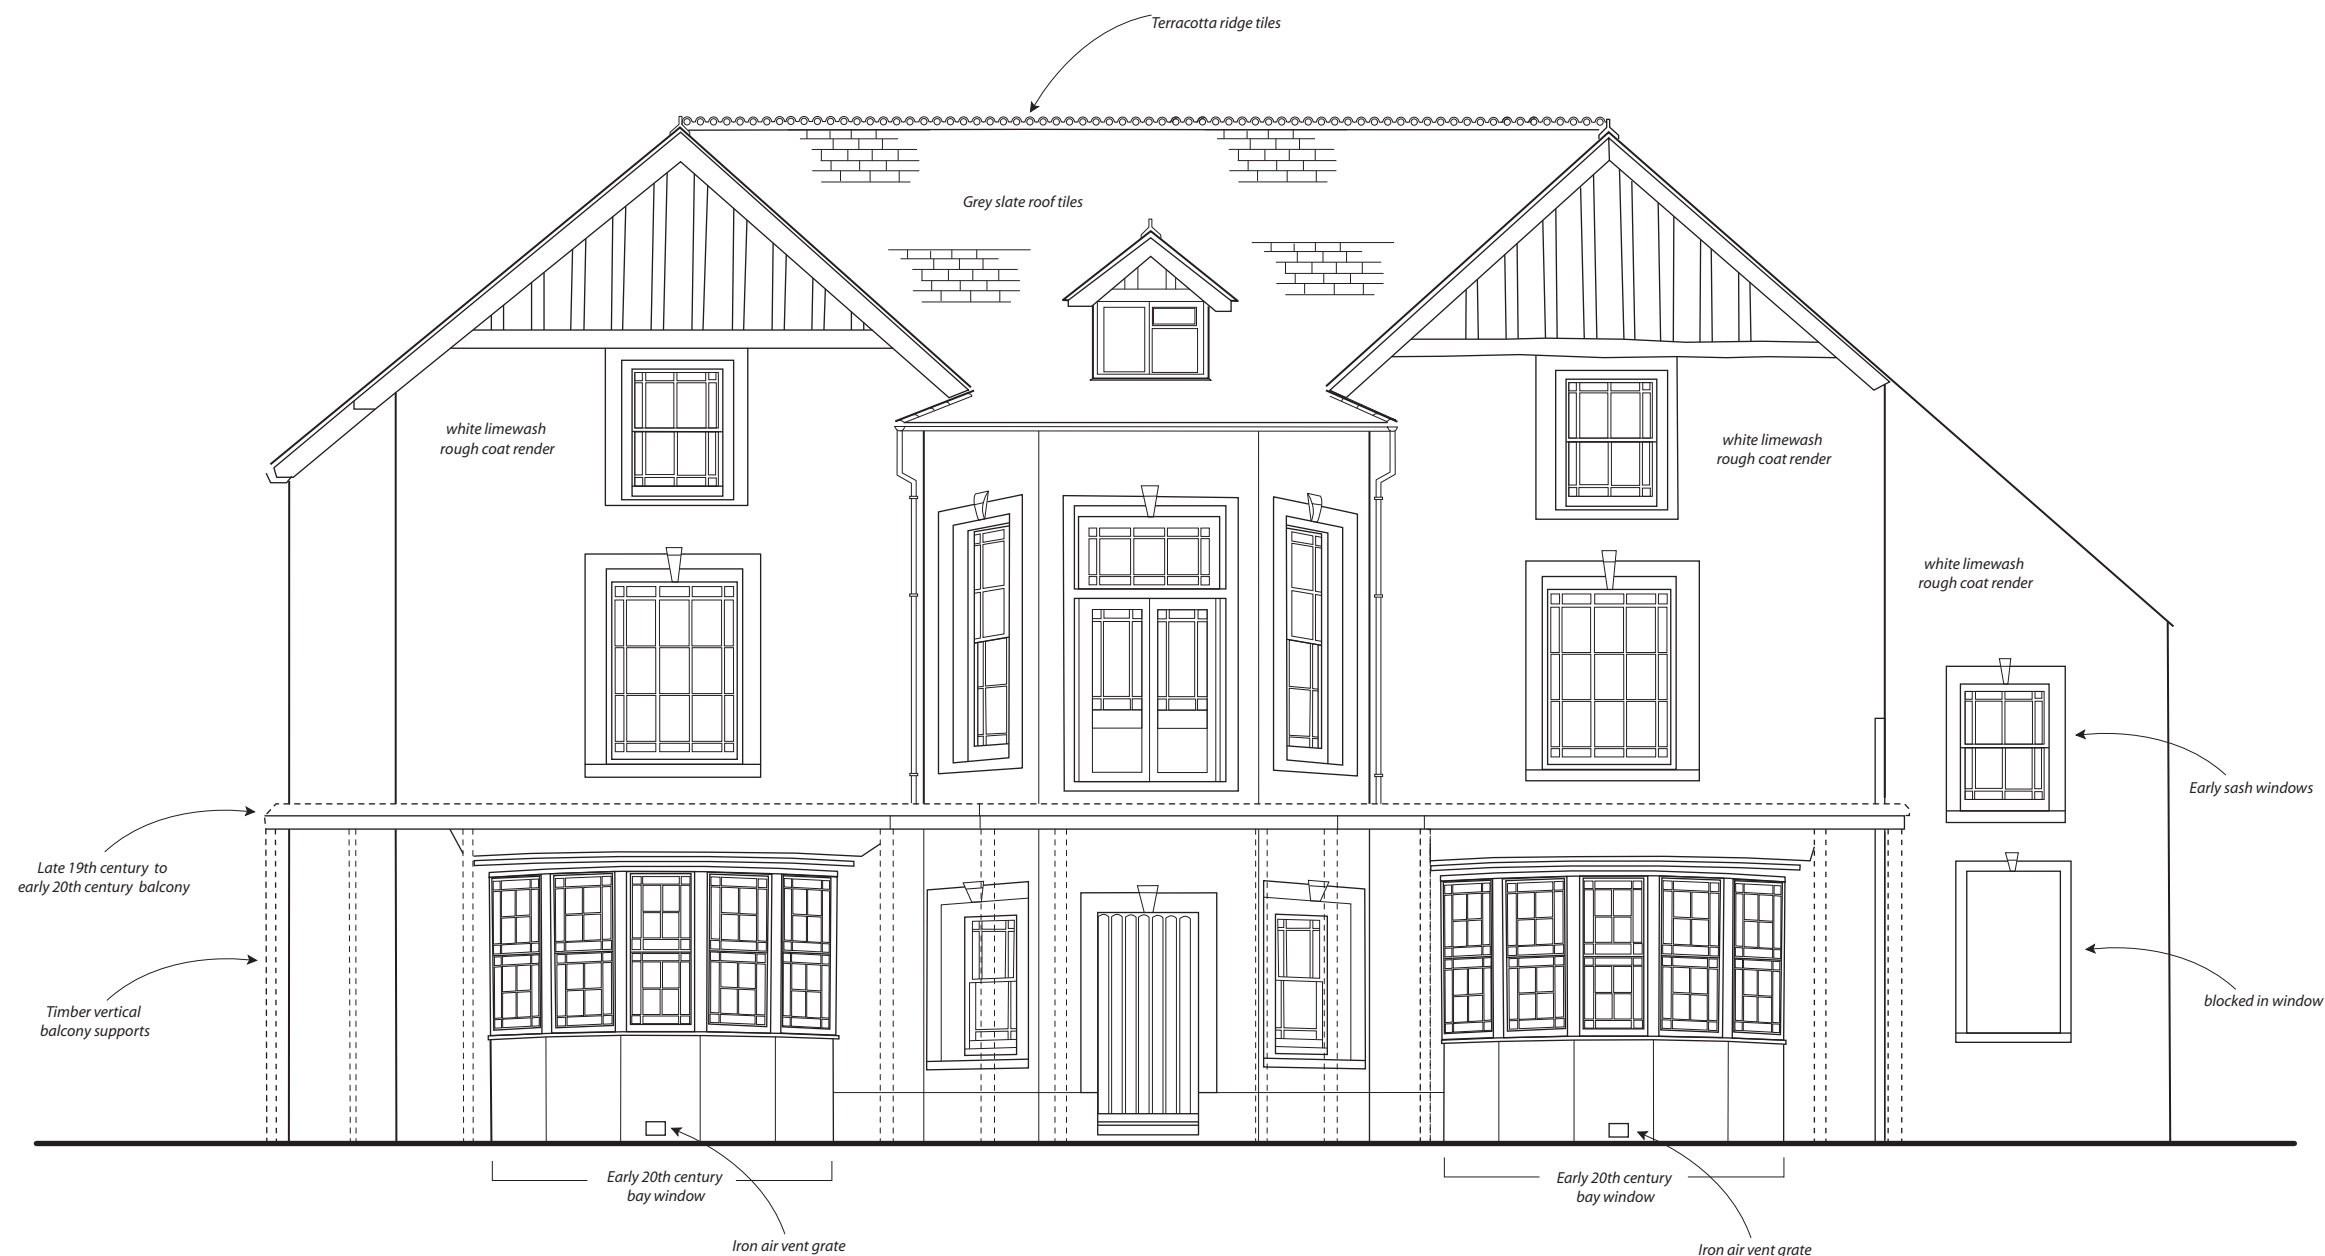 Terracotta ridge tiles
Grey slate roof tiles
white limewash
rough coat render
white limewash
rough coat render
white limewash
rough coat render
Early sash windows
Late 19th century to
early 20th century balcony
Timber vertical
balcony supports
blocked in window
Early 20th century
bay window
Early 20th century
bay window
Iron air vent grate
Iron air vent grate